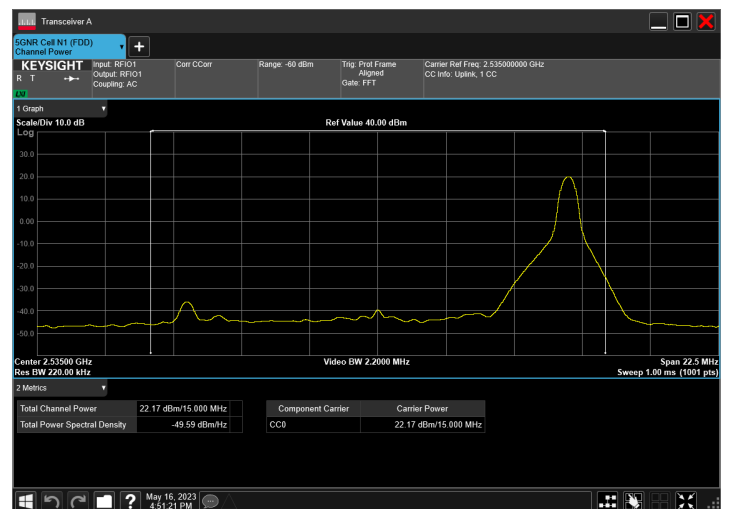 Transceiver A
5GNR Cell N1 (FDD)
Channel Power
KEYSIGHT
R T
LXI
Input: RFIO1
Output: RFIO1
Coupling: AC
Corr CCorr
Range: -60 dBm
Trig: Prot Frame
Aligned
Gate: FFT
Carrier Ref Freq: 2.535000000 GHz
CC Info: Uplink, 1 CC
1 Graph
Scale/Div 10.0 dB
Ref Value 40.00 dBm
Log
30.0
20.0
10.0
0.00
-10.0
-20.0
-30.0
-40.0
-50.0
Center 2.53500 GHz
Video BW 2.2000 MHz
Span 22.5 MHz
Res BW 220.00 kHz
Sweep 1.00 ms (1001 pts)
2 Metrics
Total Channel Power 22.17 dBm/15.000 MHz
Total Power Spectral Density -49.59 dBm/Hz
Component Carrier Carrier Power
CC0 22.17 dBm/15.000 MHz
?
May 16, 2023
4:51:21 PM